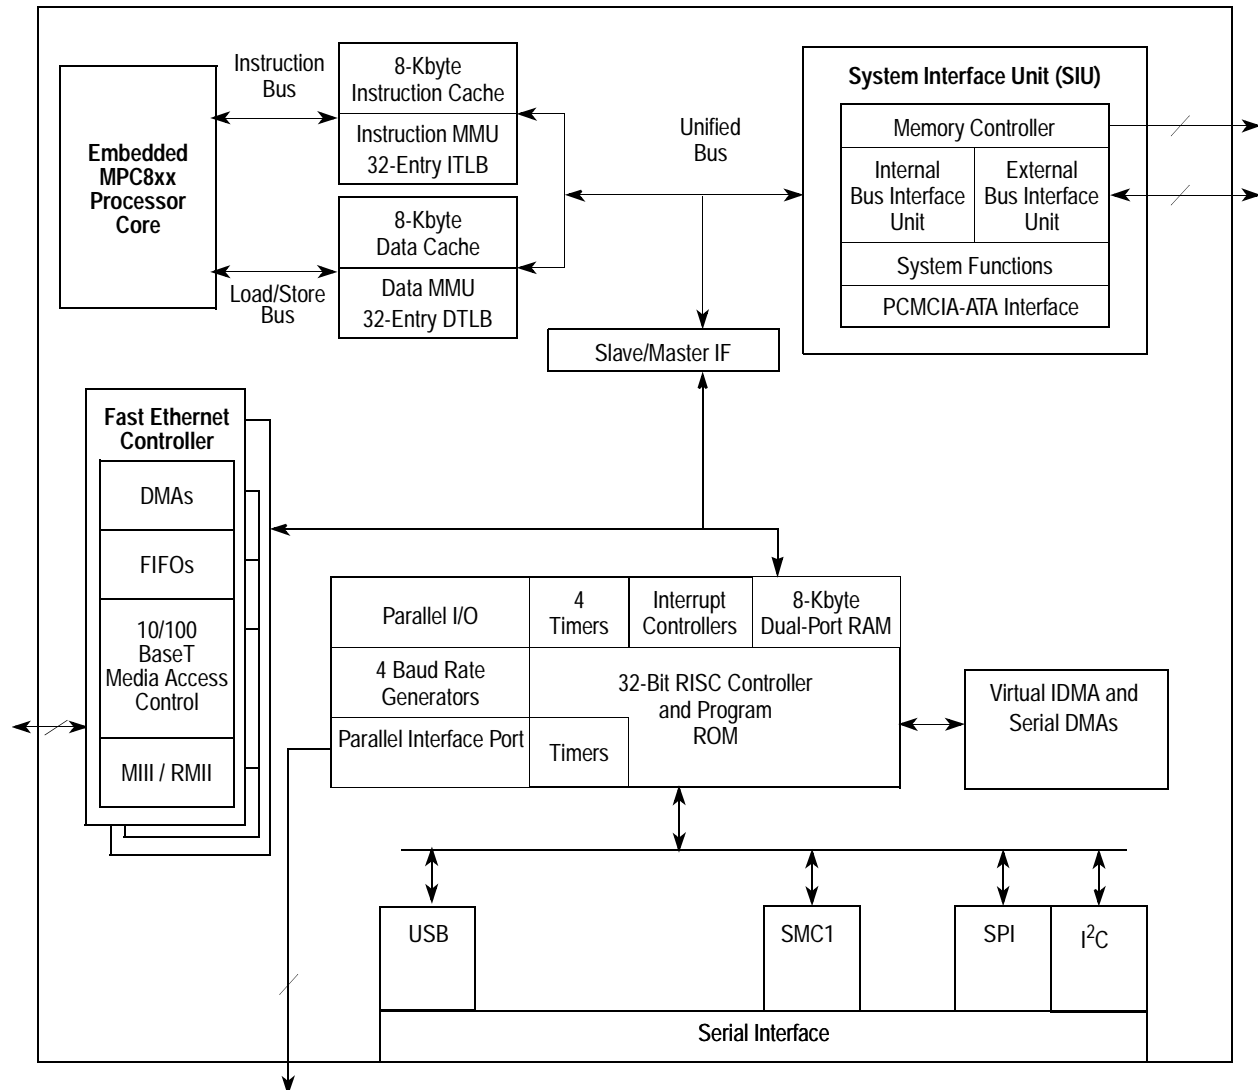 Embedded
MPC8xx
Processor
Core
Instruction
Bus
Load/Store
Bus
8-Kbyte
Instruction Cache
Instruction MMU
32-Entry ITLB
8-Kbyte
Data Cache
Data MMU
32-Entry DTLB
Unified
Bus
System Interface Unit (SIU)
Memory Controller
Internal
Bus Interface
Unit
External
Bus Interface
Unit
System Functions
PCMCIA-ATA Interface
Slave/Master IF
Fast Ethernet
Controller
DMAs
FIFOs
10/100
BaseT
Media Access
Control
MIII / RMII
Parallel I/O
4
Timers
Interrupt
Controllers
8-Kbyte
Dual-Port RAM
4 Baud Rate
Generators
32-Bit RISC Controller
and Program
ROM
Parallel Interface Port
Timers
Virtual IDMA and
Serial DMAs
USB
SMC1
SPI
I²C
Serial Interface